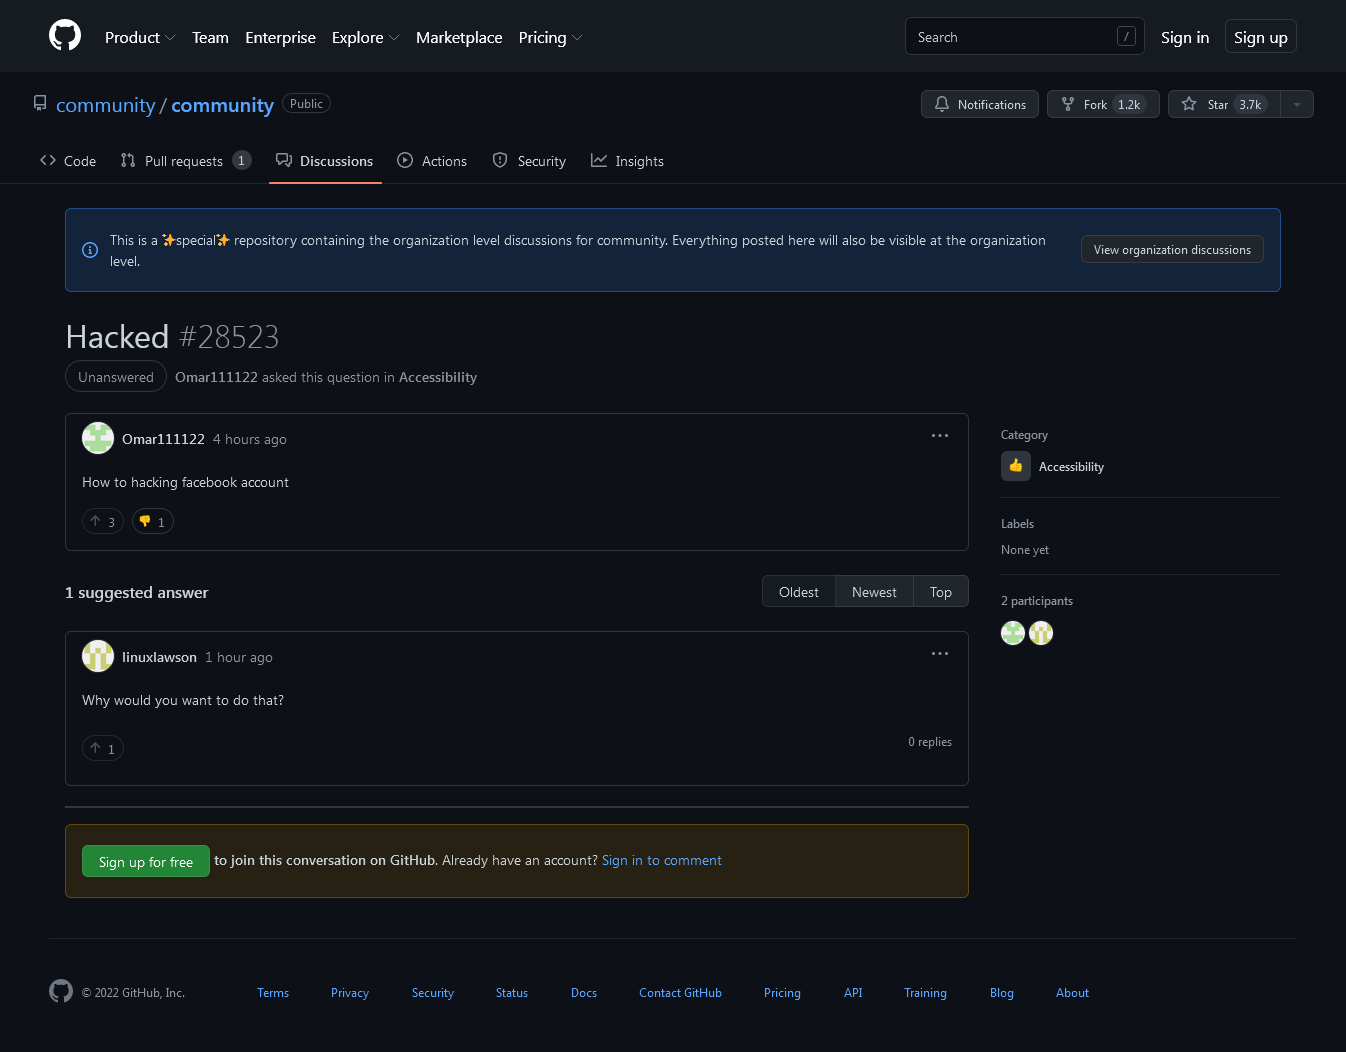 Product Team Enterprise Explore Marketplace Pricing Search / Sign in Sign up
community / community Public Notifications Fork 1.2k Star 3.7k
Code Pull requests 1 Discussions Actions Security Insights
This is a ✨special✨ repository containing the organization level discussions for community. Everything posted here will also be visible at the organization
level.
View organization discussions
Hacked #28523
Unanswered Omar111122 asked this question in Accessibility
Omar111122 4 hours ago
How to hacking facebook account
3 👎 1
Category
👍 Accessibility
Labels
None yet
2 participants
1 suggested answer
Oldest Newest Top
linuxlawson 1 hour ago
Why would you want to do that?
1
0 replies
Sign up for free to join this conversation on GitHub. Already have an account? Sign in to comment
© 2022 GitHub, Inc. Terms Privacy Security Status Docs Contact GitHub Pricing API Training Blog About